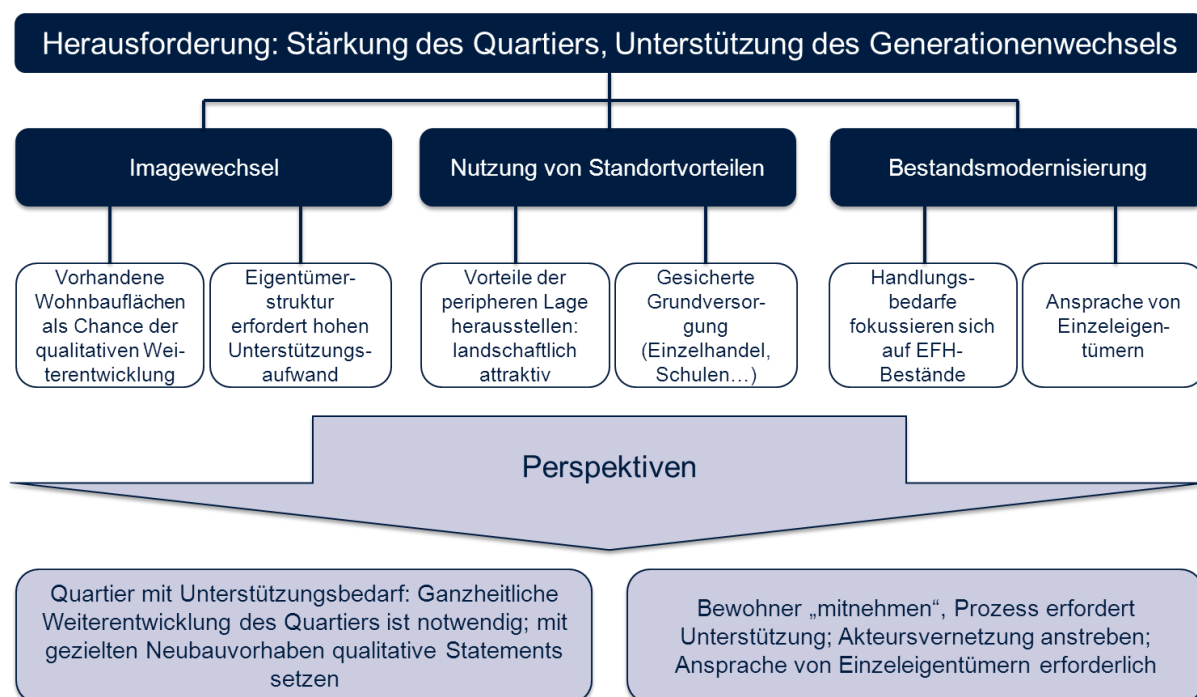 Herausforderung: Stärkung des Quartiers, Unterstützung des Generationenwechsels
Imagewechsel
Nutzung von Standortvorteilen
Bestandsmodernisierung
Vorhandene
Wohnbauflächen
als Chance der
qualitativen Wei-
terentwicklung
Eigentümer-
struktur
erfordert hohen
Unterstützungs-
aufwand
Vorteile der
peripheren Lage
herausstellen:
landschaftlich
attraktiv
Gesicherte
Grundversor-
gung
(Einzelhandel,
Schulen…)
Handlungs-
bedarfe
fokussieren sich
auf EFH-
Bestände
Ansprache von
Einzeleigen-
tümern
Perspektiven
Quartier mit Unterstützungsbedarf: Ganzheitliche
Weiterentwicklung des Quartiers ist notwendig; mit
gezielten Neubauvorhaben qualitative Statements
setzen
Bewohner „mitnehmen“, Prozess erfordert
Unterstützung; Akteursvernetzung anstreben;
Ansprache von Einzeleigentümern erforderlich